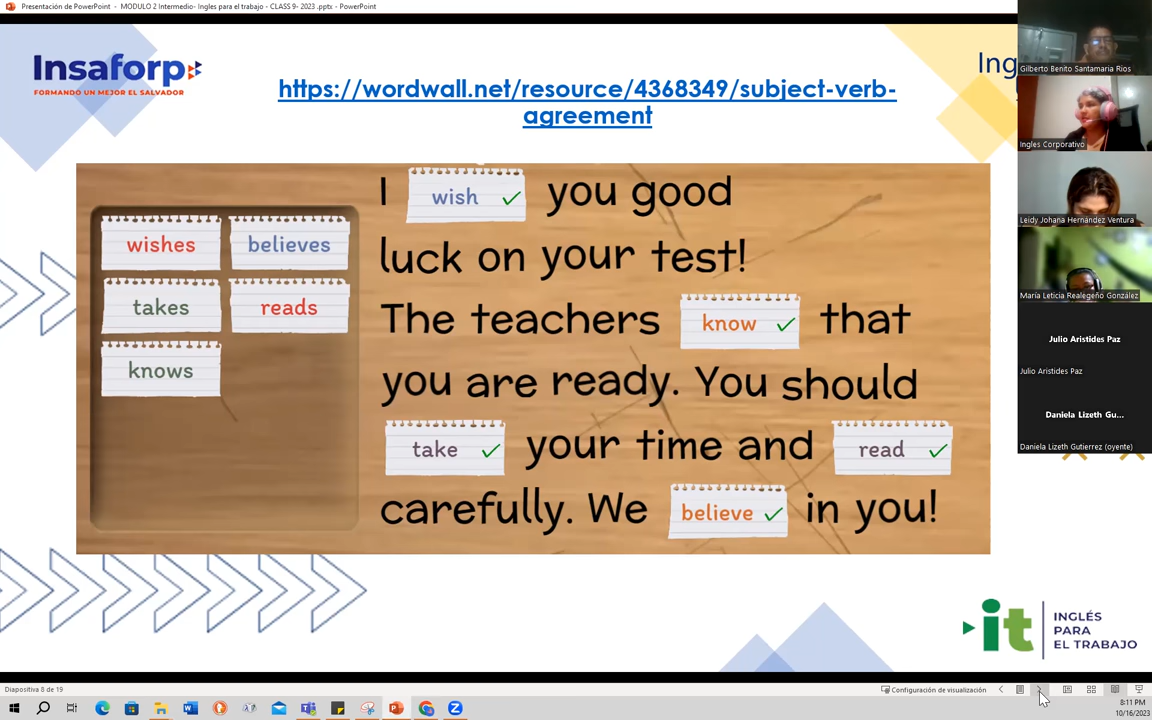 Presentación de PowerPoint - MODULO 2 Intermedio- Ingles para el trabajo - CLASS 9- 2023 .pptx - PowerPoint
Insaforp
FORMANDO UN MEJOR EL SALVADOR
Ing
https://wordwall.net/resource/4368349/subject-verb-
agreement
wishes believes
takes reads
knows
I wish you good
luck on your test!
The teachers know that
you are ready. You should
take your time and read
carefully. We believe in you!
Gilberto Benito Santamaria Rios
Ingles Corporativo
Leidy Johana Hernández Ventura
María Leticia Realegeño González
Julio Aristides Paz
Julio Aristides Paz
Daniela Lizeth Gu...
Daniela Lizeth Gutierrez (oyente)
it
INGLÉS
PARA
EL TRABAJO
Diapositiva 8 de 19
Configuración de visualización
8:11 PM
10/16/2023